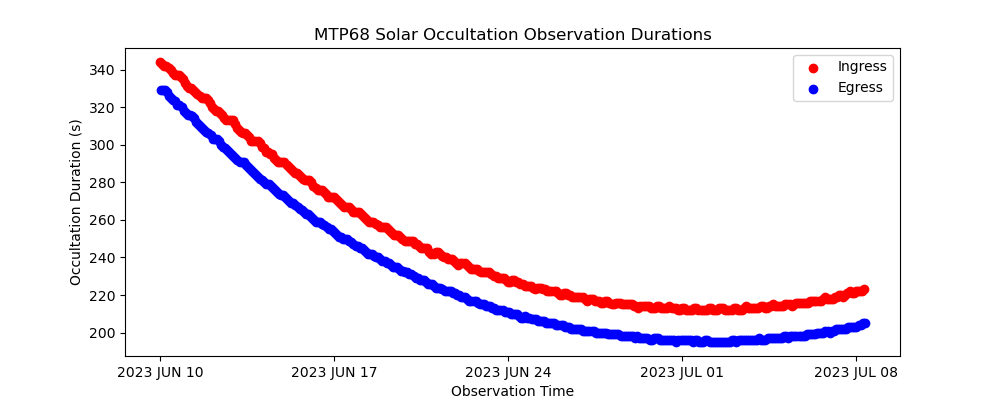 MTP68 Solar Occultation Observation Durations
Ingress
Egress
Occultation Duration (s)
340
320
300
280
260
240
220
200
2023 JUN 10
2023 JUN 17
2023 JUN 24
2023 JUL 01
2023 JUL 08
Observation Time